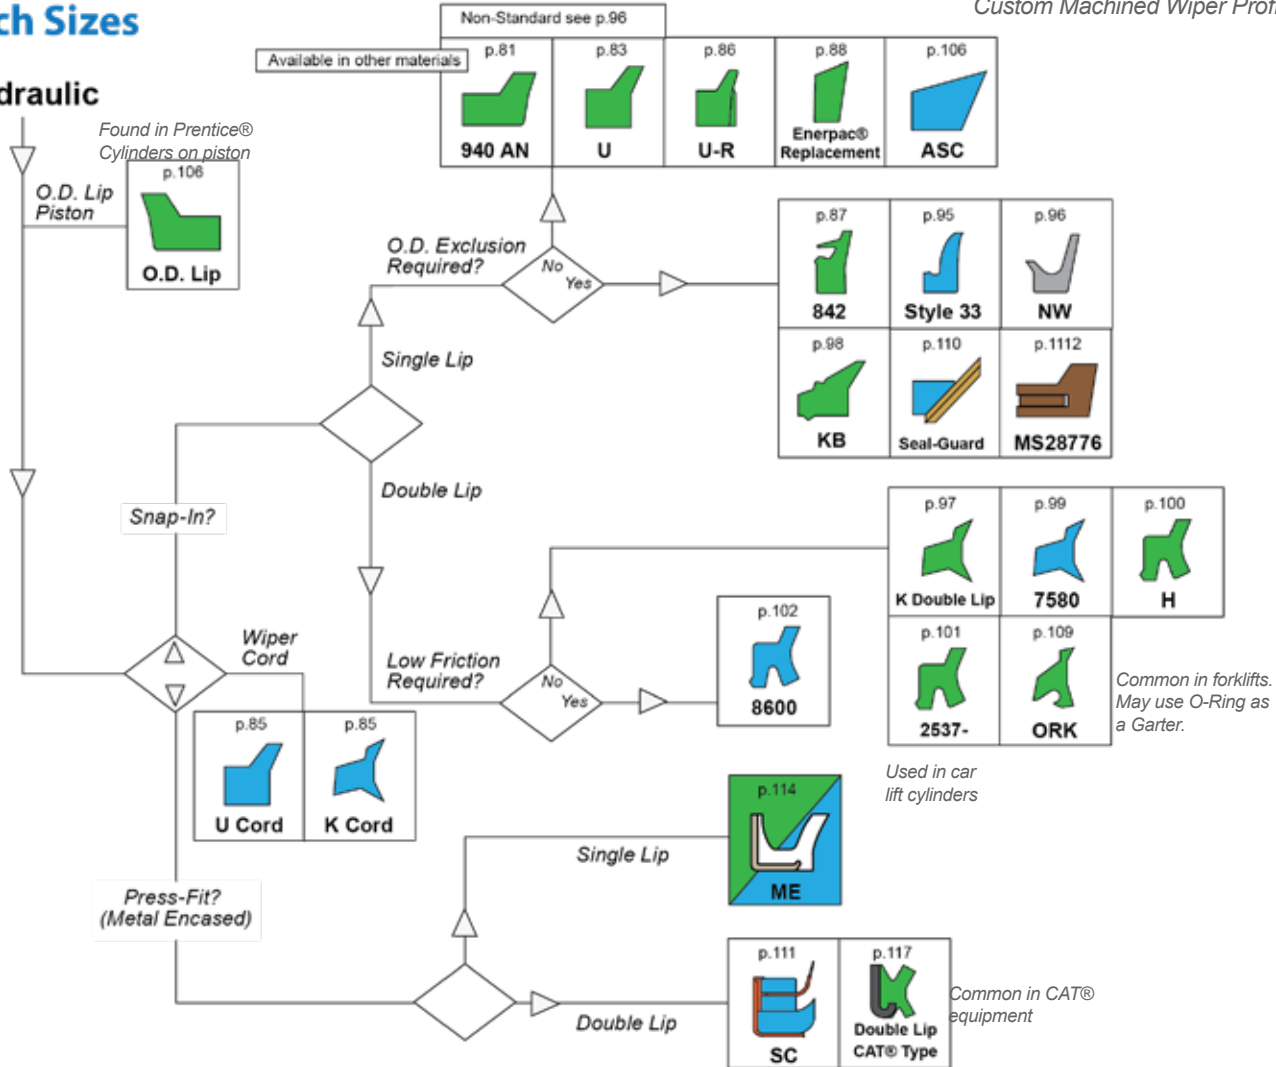 ch Sizes
Custom Machined Wiper Profi
draulic
Non-Standard see p.96
Available in other materials
p.81
p.83
p.86
p.88
p.106
940 AN
U
U-R
Enerpac®
Replacement
ASC
Found in Prentice®
Cylinders on piston
p.106
O.D. Lip
O.D. Lip
Piston
O.D. Exclusion
Required?
No
Yes
p.87
p.95
p.96
842
Style 33
NW
p.98
p.110
p.1112
KB
Seal-Guard
MS28776
Single Lip
Double Lip
Snap-In?
p.97
p.99
p.100
K Double Lip
7580
H
p.101
p.109
2537-
ORK
Common in forklifts.
May use O-Ring as
a Garter.
Used in car
lift cylinders
p.102
8600
Low Friction
Required?
No
Yes
Wiper
Cord
p.85
p.85
U Cord
K Cord
p.114
ME
Single Lip
Press-Fit?
(Metal Encased)
p.111
p.117
SC
Double Lip
CAT® Type
Common in CAT®
equipment
Double Lip